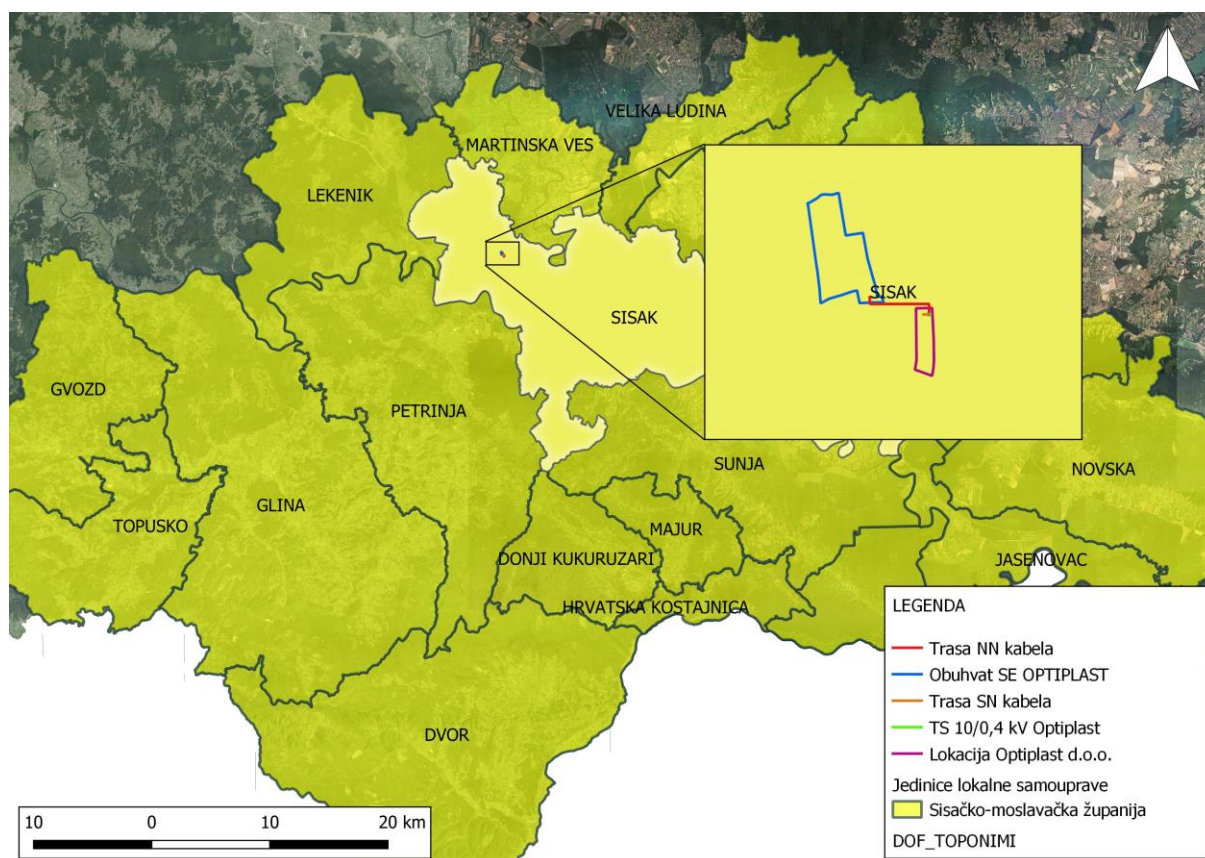 VELIKA LUDINA
MARTINSKA VES
LEKENIK
SISAK
SISAK
GVOZD
PETRINJA
SUNJA
NOVSKA
GLINA
TOPUSKO
MAJUR
DONJI KUKURUZARI
JASENOVAC
HRVATSKA KOSTAJNICA
DVOR
LEGENDA
Trasa NN kabela
Obuhvat SE OPTIPLAST
Trasa SN kabela
TS 10/0,4 kV Optiplast
Lokacija Optiplast d.o.o.
Jedinice lokalne samouprave
Sisačko-moslavačka županija
DOF_TOPONIMI
10 0 10 20 km